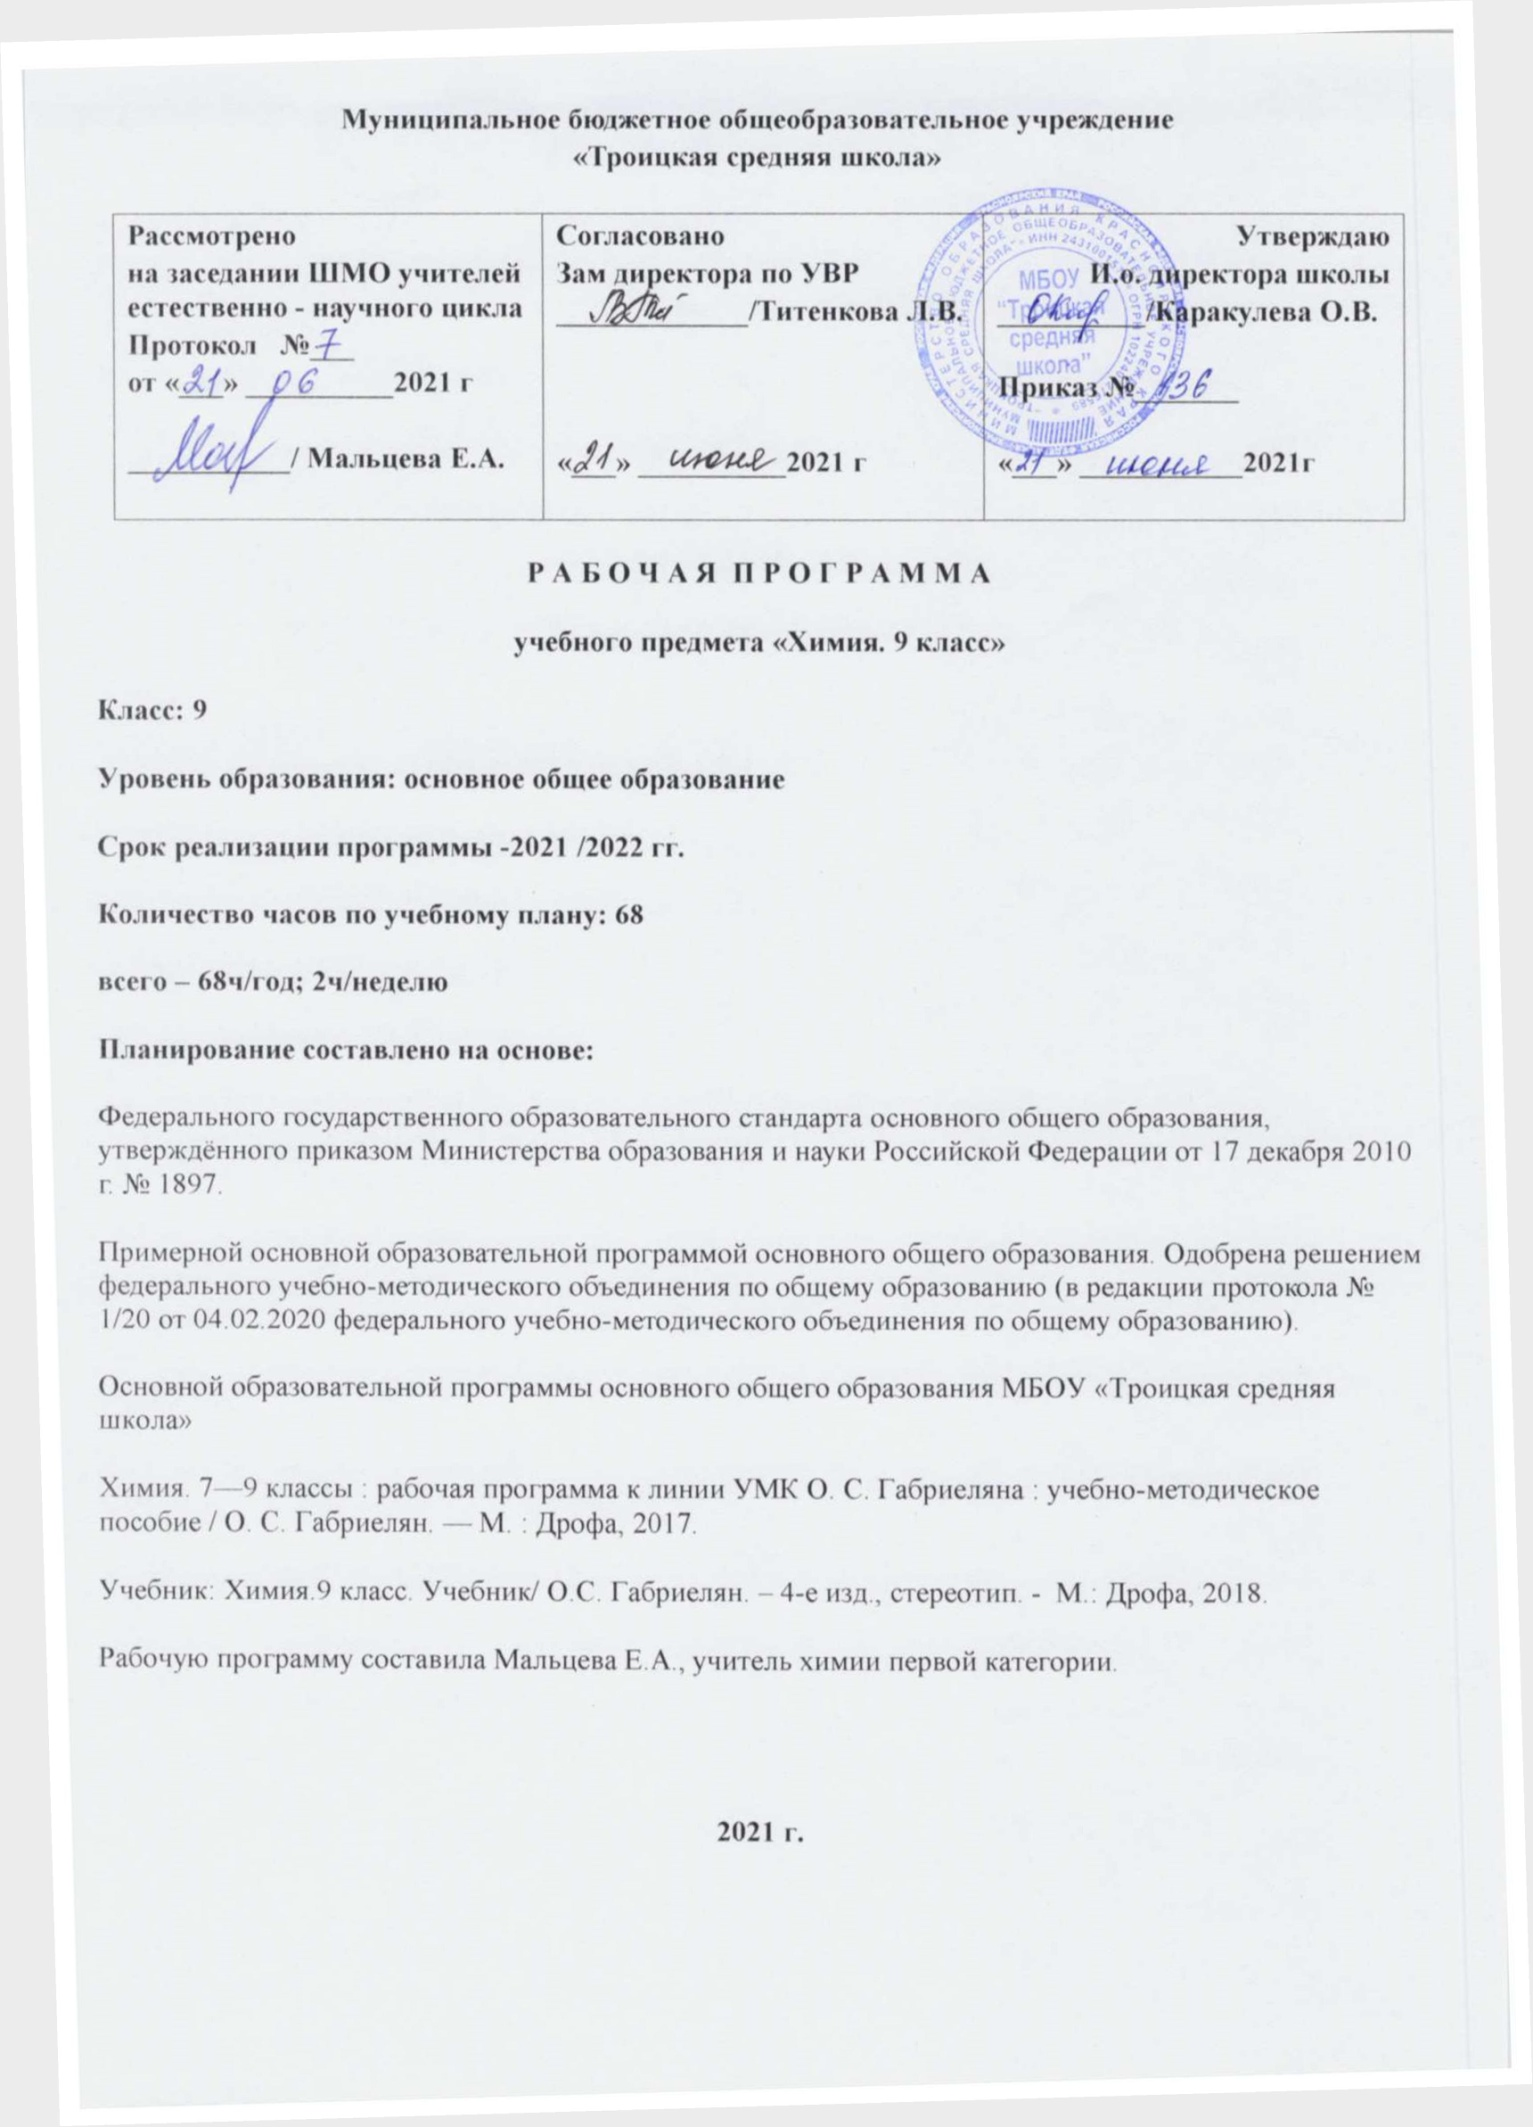 Муниципальное бюджетное общеобразовательное учреждение
«Троицкая средняя школа»
Рассмотрено
на заседании ШМО учителей
естественно - научного цикла
Протокол № 7
от «21» 06 2021 г
/ Мальцева Е.А.
Согласовано
Зам директора по УВР
/Титенкова Л.В.
«21» июня 2021 г
Утверждаю
И.о. директора школы
/Каракулева О.В.
Приказ № 136
«21» июня 2021г
МБОУ
"Троицкая
средняя
школа"
Р А Б О Ч А Я П Р О Г Р А М М А
учебного предмета «Химия. 9 класс»
Класс: 9
Уровень образования: основное общее образование
Срок реализации программы -2021 /2022 гг.
Количество часов по учебному плану: 68
всего – 68ч/год; 2ч/неделю
Планирование составлено на основе:
Федерального государственного образовательного стандарта основного общего образования,
утверждённого приказом Министерства образования и науки Российской Федерации от 17 декабря 2010
г. № 1897.
Примерной основной образовательной программой основного общего образования. Одобрена решением
федерального учебно-методического объединения по общему образованию (в редакции протокола №
1/20 от 04.02.2020 федерального учебно-методического объединения по общему образованию).
Основной образовательной программы основного общего образования МБОУ «Троицкая средняя
школа»
Химия. 7—9 классы : рабочая программа к линии УМК О. С. Габриеляна : учебно-методическое
пособие / О. С. Габриелян. — М. : Дрофа, 2017.
Учебник: Химия.9 класс. Учебник/ О.С. Габриелян. – 4-е изд., стереотип. - М.: Дрофа, 2018.
Рабочую программу составила Мальцева Е.А., учитель химии первой категории.
2021 г.